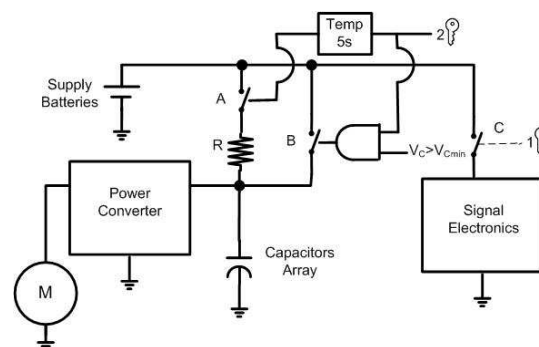 Temp
5s
2
Supply
Batteries
A
R
B
C
V_C>V_Cmin
1
Power
Converter
Signal
Electronics
Capacitors
Array
M